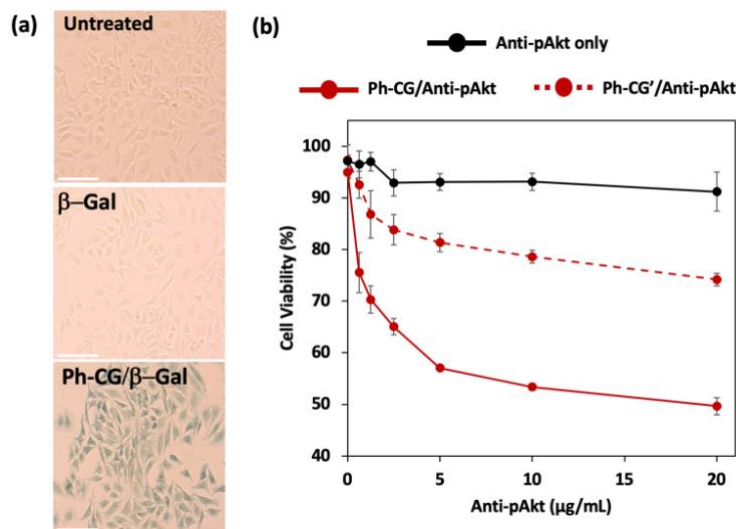 (a)
Untreated
β–Gal
Ph-CG/β–Gal
(b)
Anti-pAkt only
Ph-CG/Anti-pAkt
Ph-CG’/Anti-pAkt
Cell Viability (%)
100
90
80
70
60
50
40
0
5
10
15
20
Anti-pAkt (µg/mL)